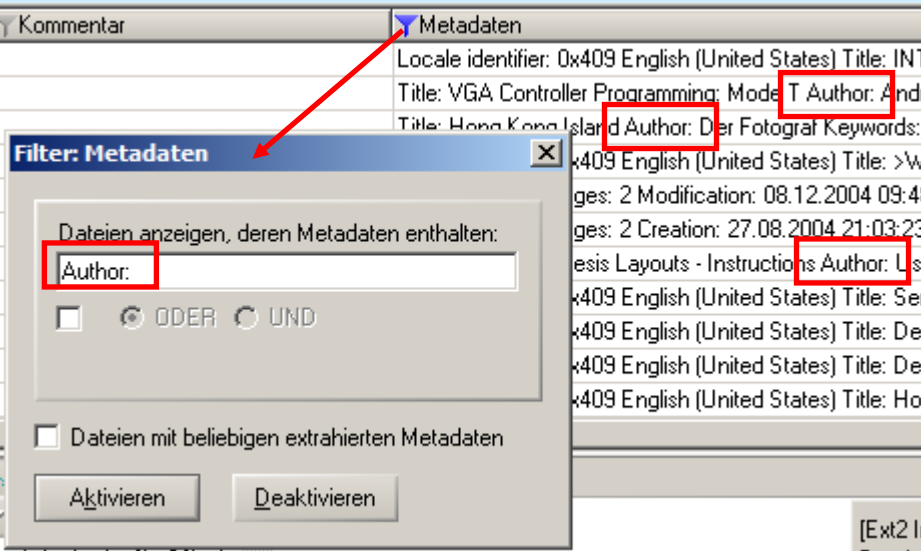 Kommentar
Metadaten
Locale identifier: 0x409 English (United States) Title: INT
Title: VGA Controller Programming: Mode T Author: And
Title: Hong Kong Island Author: Der Fotograf Keywords:
Filter: Metadaten
x409 English (United States) Title: >W
ges: 2 Modification: 08.12.2004 09:48
Dateien anzeigen, deren Metadaten enthalten:
ges: 2 Creation: 27.08.2004 21:03:23
Author:
esis Layouts - Instructions Author: Us
x409 English (United States) Title: Se
ODER UND
x409 English (United States) Title: De
x409 English (United States) Title: De
x409 English (United States) Title: Ho
Dateien mit beliebigen extrahierten Metadaten
Aktivieren
Deaktivieren
[Ext2 I